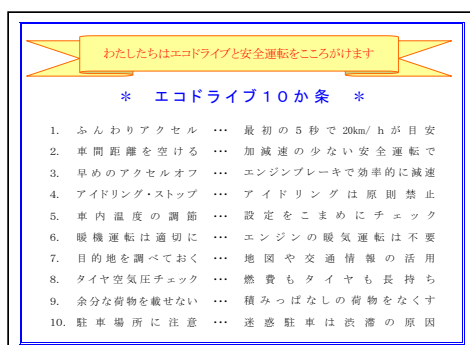 わたしたちはエコドライブと安全運転をこころがけます
＊ エコドライブ１０か条 ＊
1. ふんわりアクセル ･･･ 最初の５秒で20km/hが目安
2. 車間距離を空ける ･･･ 加減速の少ない安全運転で
3. 早めのアクセルオフ ･･･ エンジンブレーキで効率的に減速
4. アイドリング・ストップ ･･･ アイドリングは原則禁止
5. 車内温度の調節 ･･･ 設定をこまめにチェック
6. 暖機運転は適切に ･･･ エンジンの暖気運転は不要
7. 目的地を調べておく ･･･ 地図や交通情報の活用
8. タイヤ空気圧チェック ･･･ 燃費もタイヤも長持ち
9. 余分な荷物を載せない ･･･ 積みっぱなしの荷物をなくす
10. 駐車場所に注意 ･･･ 迷惑駐車は渋滞の原因